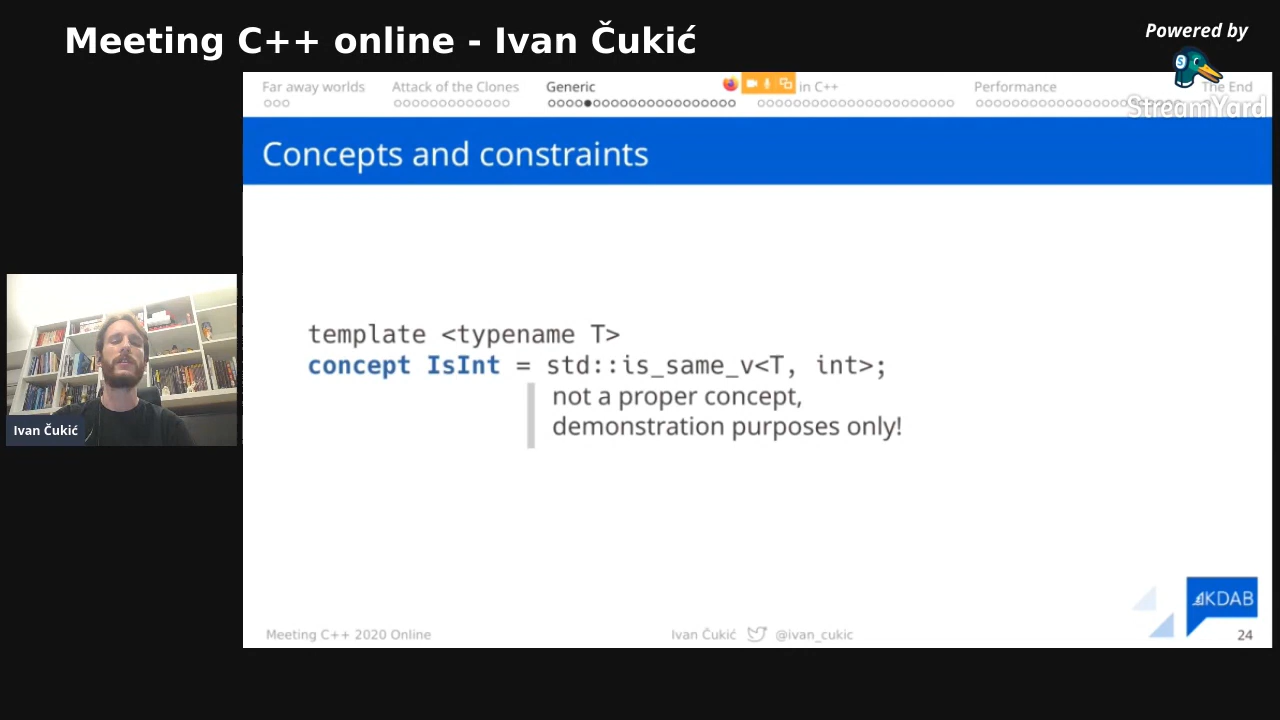 Meeting C++ online - Ivan Čukić
Powered by
StreamYard
Far away worlds
Attack of the Clones
Generic
in C++
Performance
The End
Concepts and constraints
template <typename T>
concept IsInt = std::is_same_v<T, int>;
not a proper concept,
demonstration purposes only!
Ivan Čukić
KDAB
Meeting C++ 2020 Online
Ivan Čukić @ivan_cukic
24